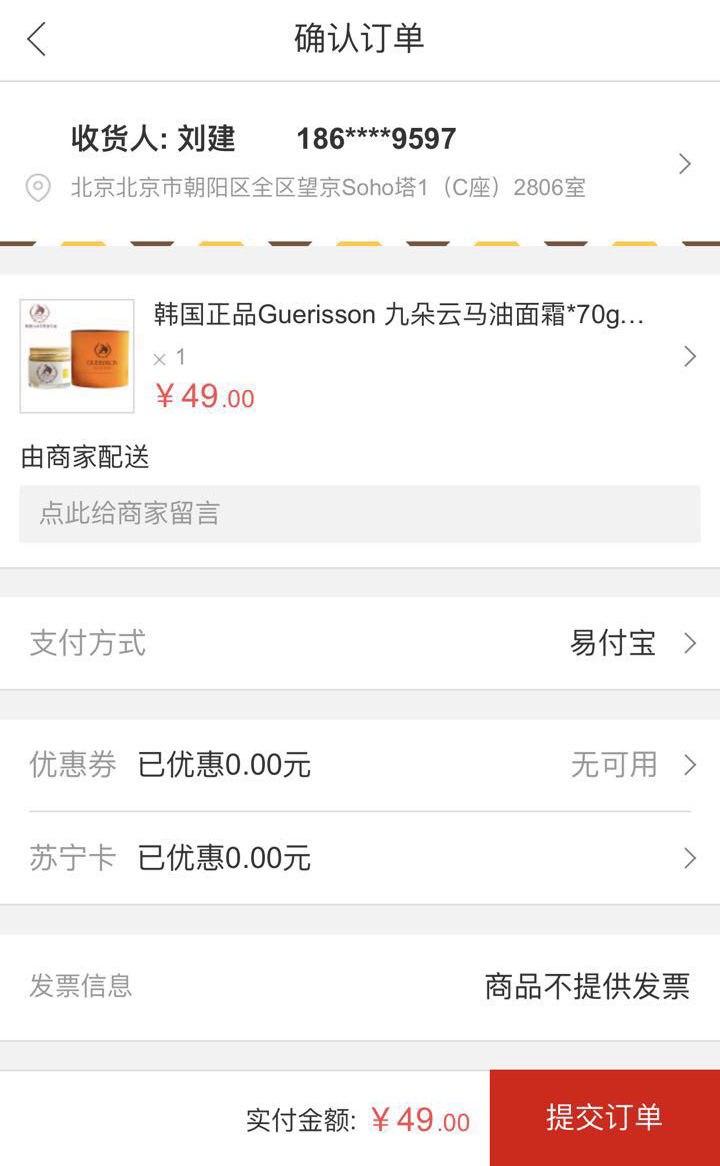 确认订单
收货人: 刘建 186****9597
北京北京市朝阳区全区望京Soho塔1（C座）2806室
韩国正品Guerisson 九朵云马油面霜*70g...
× 1
￥49.00
由商家配送
点此给商家留言
支付方式 易付宝
优惠券 已优惠0.00元 无可用
苏宁卡 已优惠0.00元
发票信息 商品不提供发票
实付金额: ￥49.00 提交订单